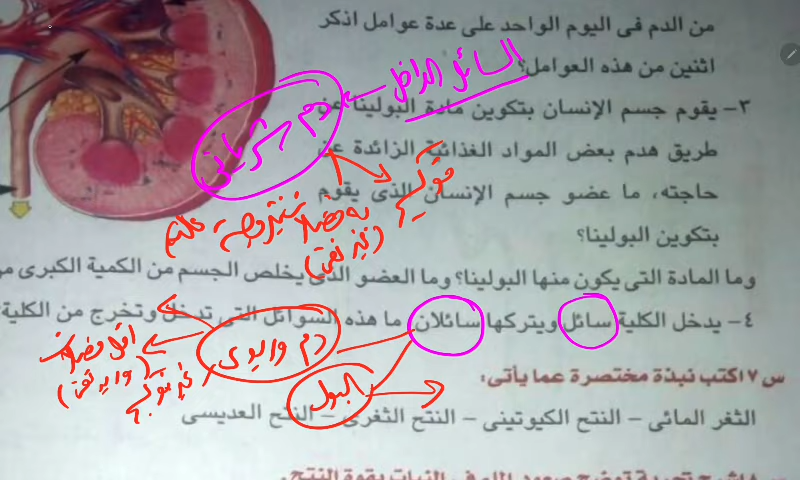 من الدم فى اليوم الواحد على عدة عوامل اذكر
اثنين من هذه العوامل؟
السائل الداخل
دم شريانى
٣- يقوم جسم الإنسان بتكوين مادة البولينا عن
طريق هدم بعض المواد الغذائية الزائدة عن
حاجته، ما عضو جسم الإنسان الذى يقوم
بتكوين البولينا؟
وما المادة التى يكون منها البولينا؟ وما العضو الذى يخلص الجسم من الكمية الكبرى
٤- يدخل الكلية سائل ويتركها سائلان ما هذه السوائل التى تدخل وتخرج من الكلية
دم وريدى
البول
س١٧ اكتب نبذة مختصرة عما يأتى:
الثغر المائى - النتح الكيوتينى - النتح الثغرى - النتح العديسى